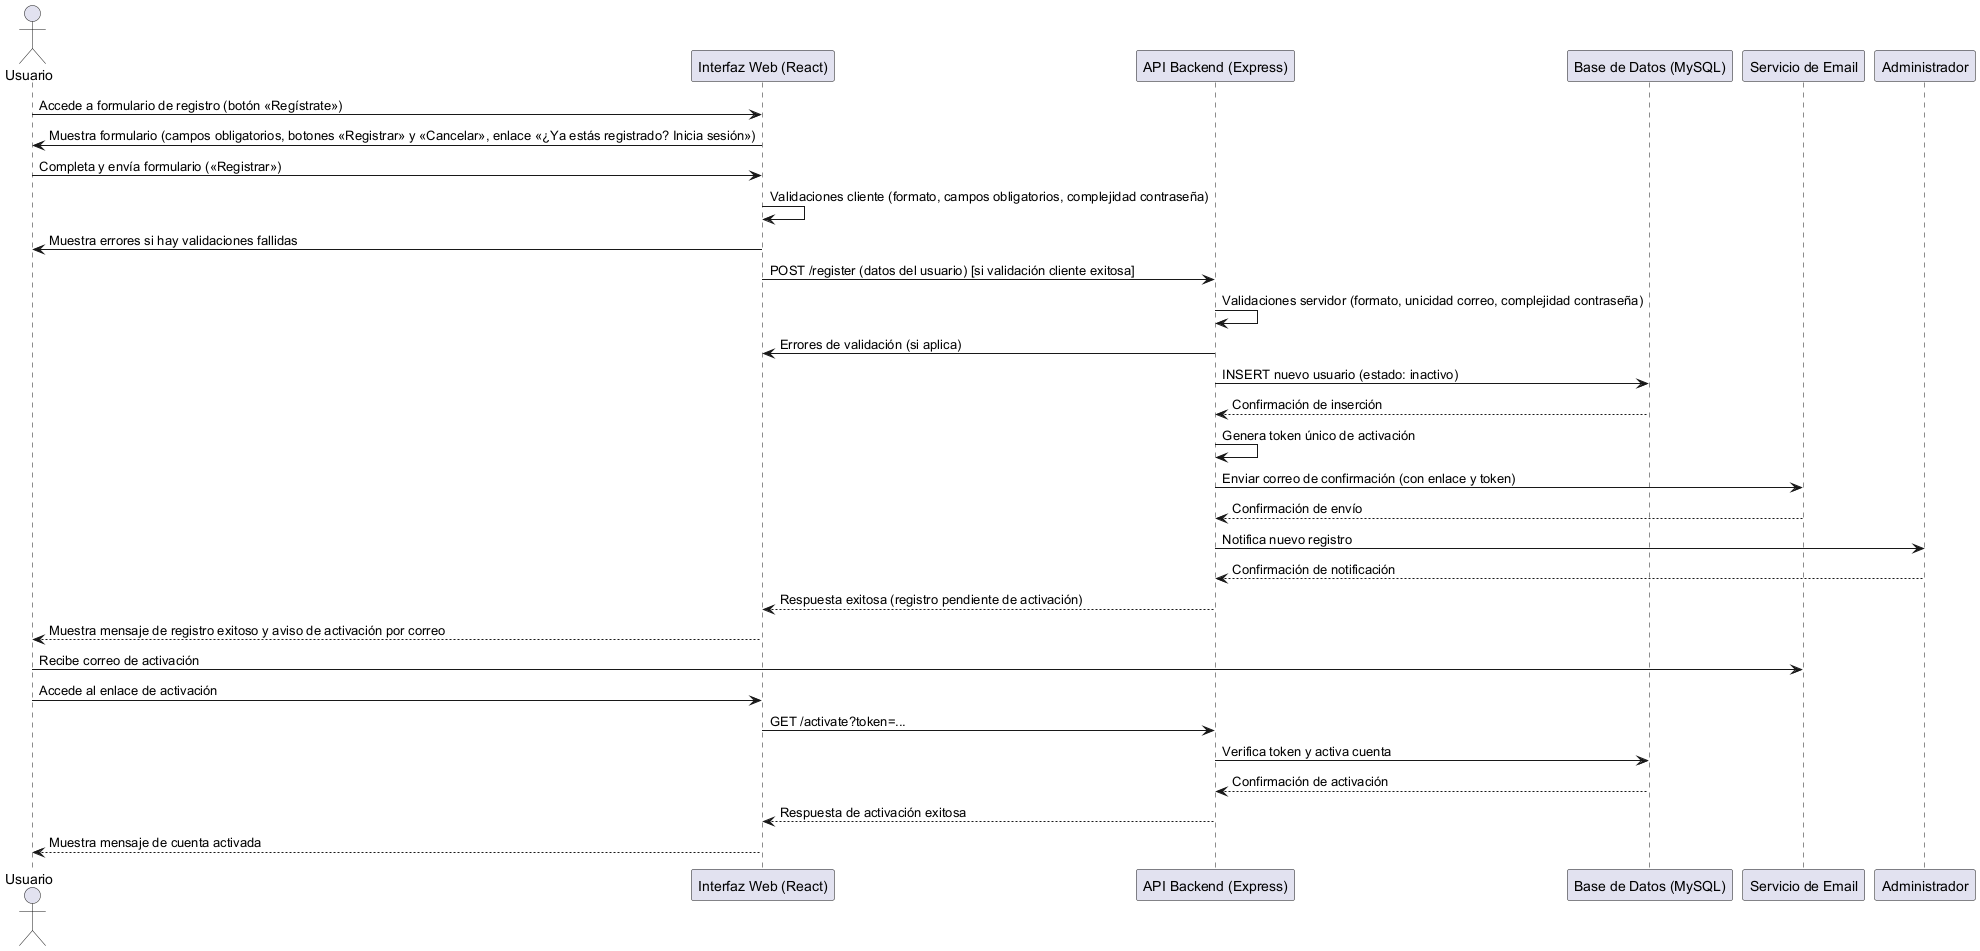 Usuario
Interfaz Web (React)
API Backend (Express)
Base de Datos (MySQL)
Servicio de Email
Administrador
Accede a formulario de registro (botón «Regístrate»)
Muestra formulario (campos obligatorios, botones «Registrar» y «Cancelar», enlace «¿Ya estás registrado? Inicia sesión»)
Completa y envía formulario («Registrar»)
Validaciones cliente (formato, campos obligatorios, complejidad contraseña)
Muestra errores si hay validaciones fallidas
POST /register (datos del usuario) [si validación cliente exitosa]
Validaciones servidor (formato, unicidad correo, complejidad contraseña)
Errores de validación (si aplica)
INSERT nuevo usuario (estado: inactivo)
Confirmación de inserción
Genera token único de activación
Enviar correo de confirmación (con enlace y token)
Confirmación de envío
Notifica nuevo registro
Confirmación de notificación
Respuesta exitosa (registro pendiente de activación)
Muestra mensaje de registro exitoso y aviso de activación por correo
Recibe correo de activación
Accede al enlace de activación
GET /activate?token=...
Verifica token y activa cuenta
Confirmación de activación
Respuesta de activación exitosa
Muestra mensaje de cuenta activada
Usuario
Interfaz Web (React)
API Backend (Express)
Base de Datos (MySQL)
Servicio de Email
Administrador